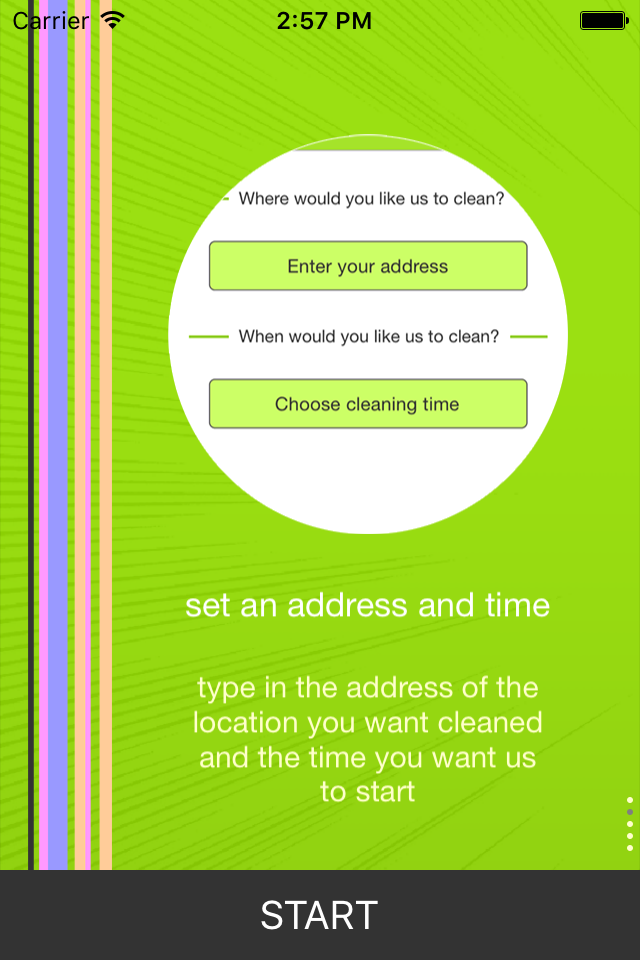 Carrier 2:57 PM
Where would you like us to clean?
Enter your address
When would you like us to clean?
Choose cleaning time
set an address and time
type in the address of the
location you want cleaned
and the time you want us
to start
START